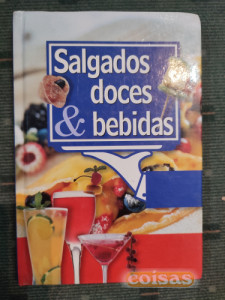 Salgados
doces
& bebidas
coisas